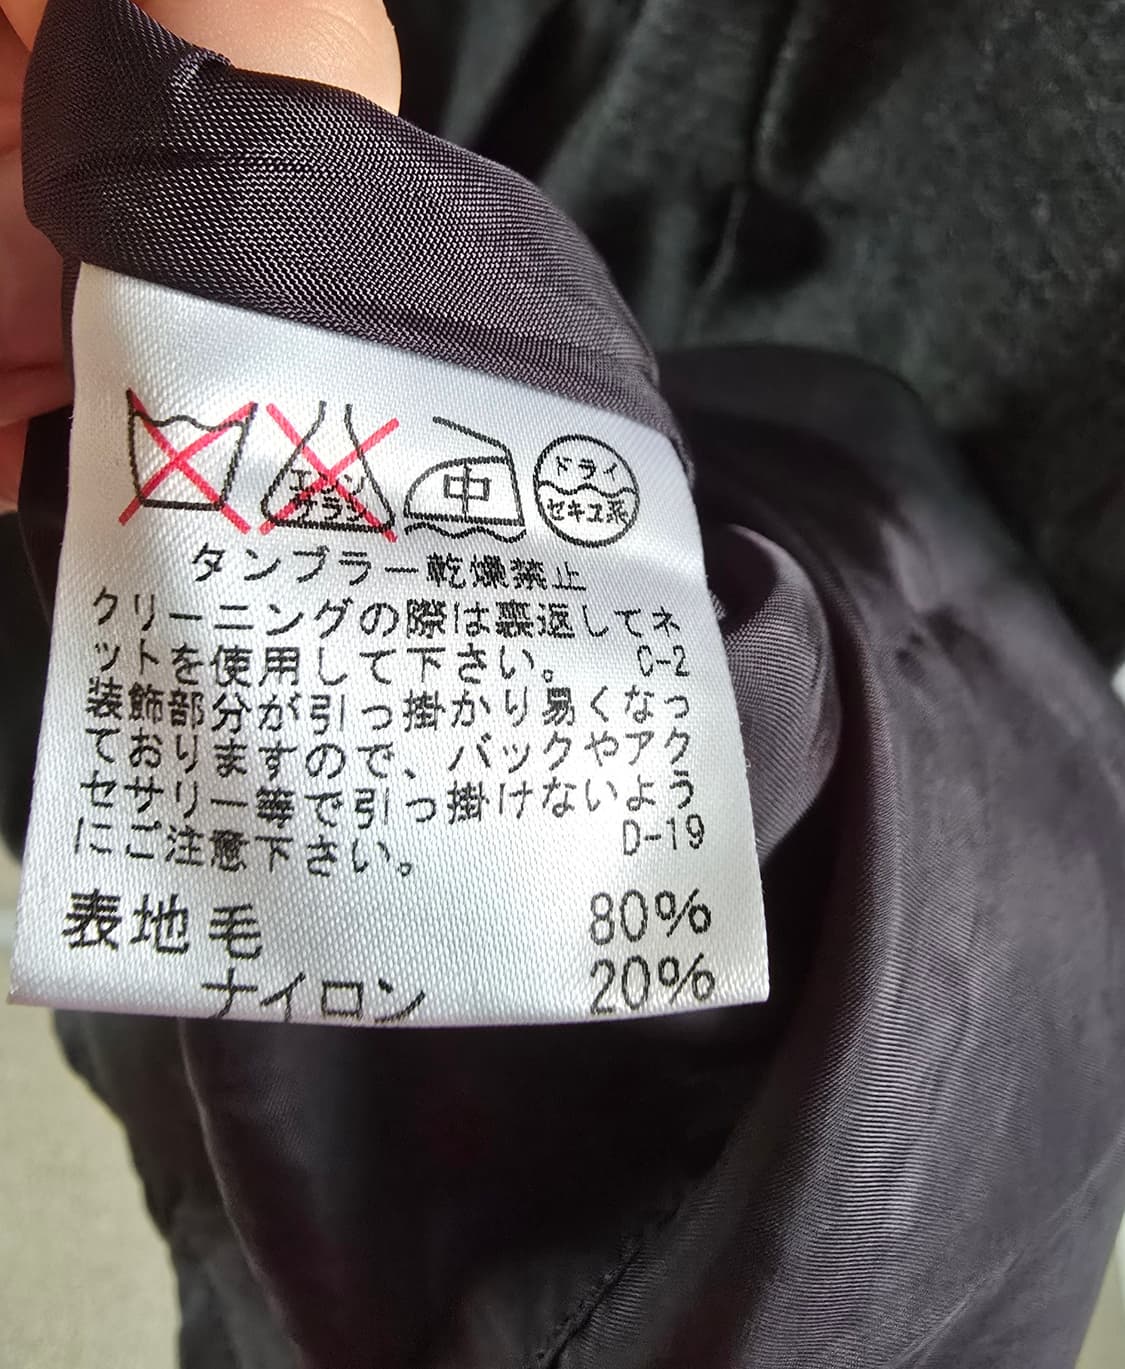 エンソ
サラシ
中
ドライ
セキユ系
タンブラー乾燥禁止
クリーニングの際は裏返してネ
ットを使用して下さい。 C-2
装飾部分が引っ掛かり易くなっ
ておりますので、バックやアク
セサリー等で引っ掛けないよう
にご注意下さい。 D-19
表地 毛 80%
ナイロン 20%